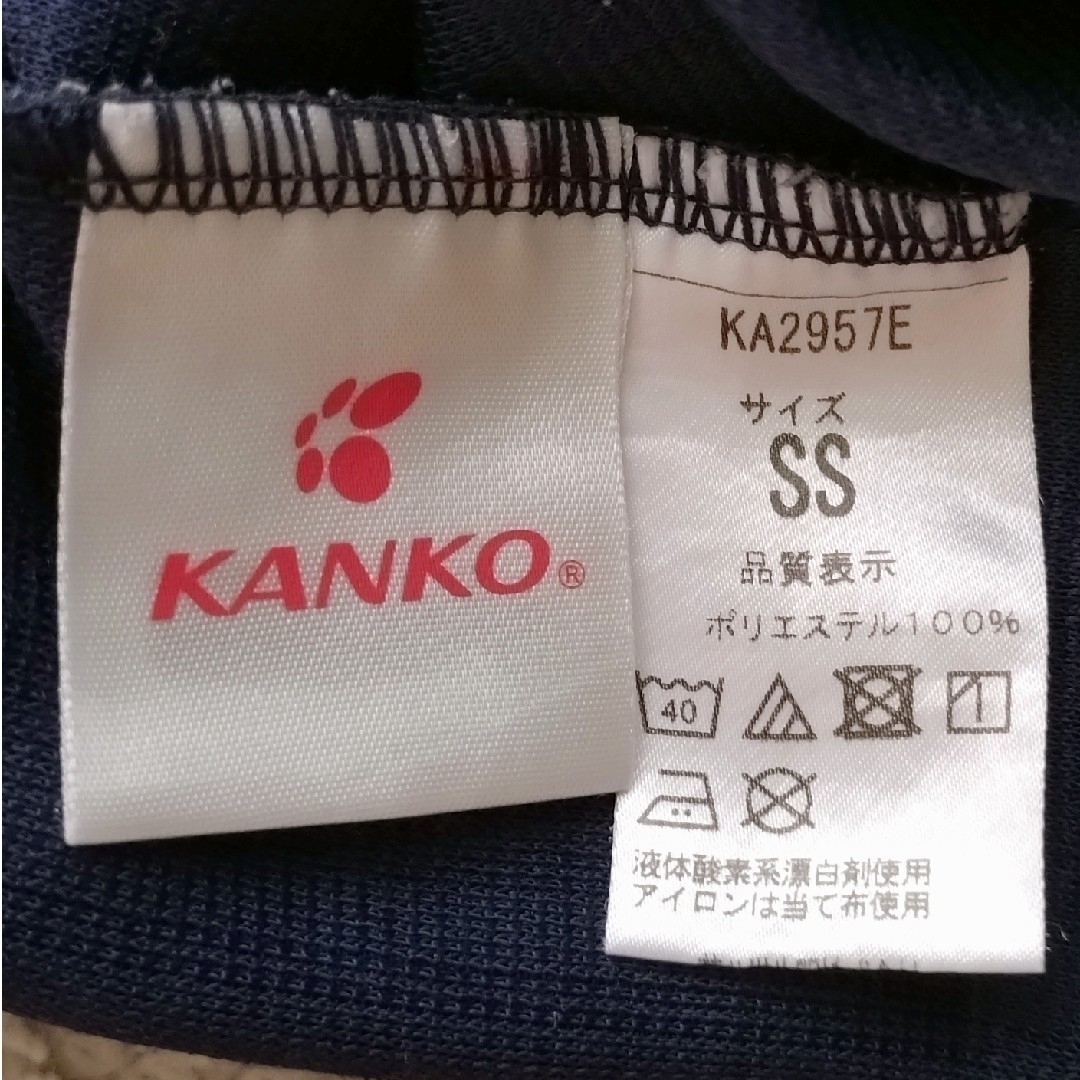 KANKO®
KA2957E
サイズ
SS
品質表示
ポリエステル100%
40
液体酸素系漂白剤使用
アイロンは当て布使用